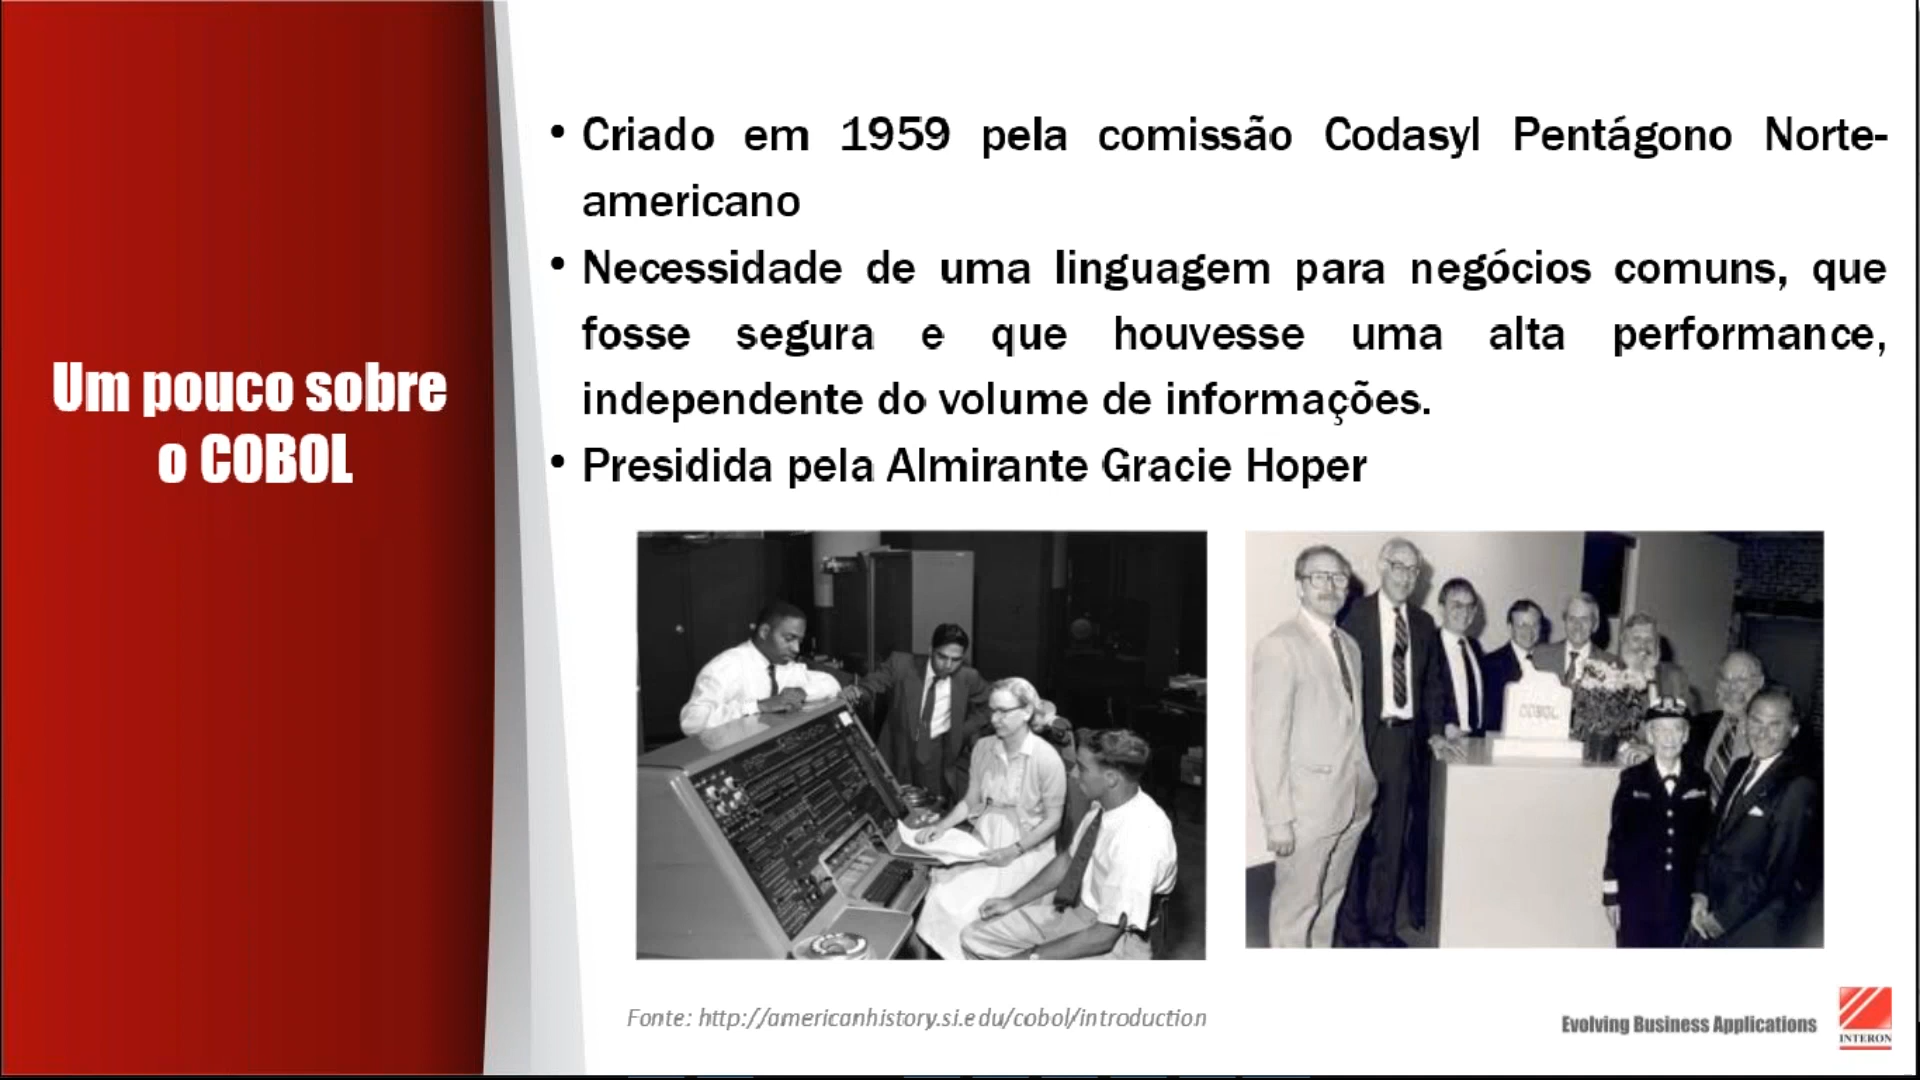 Um pouco sobre
o COBOL
• Criado em 1959 pela comissão Codasyl Pentágono Norte-
americano
• Necessidade de uma linguagem para negócios comuns, que
fosse segura e que houvesse uma alta performance,
independente do volume de informações.
• Presidida pela Almirante Gracie Hoper
COBOL
Fonte: http://americanhistory.si.edu/cobol/introduction
Evolving Business Applications
INTERON